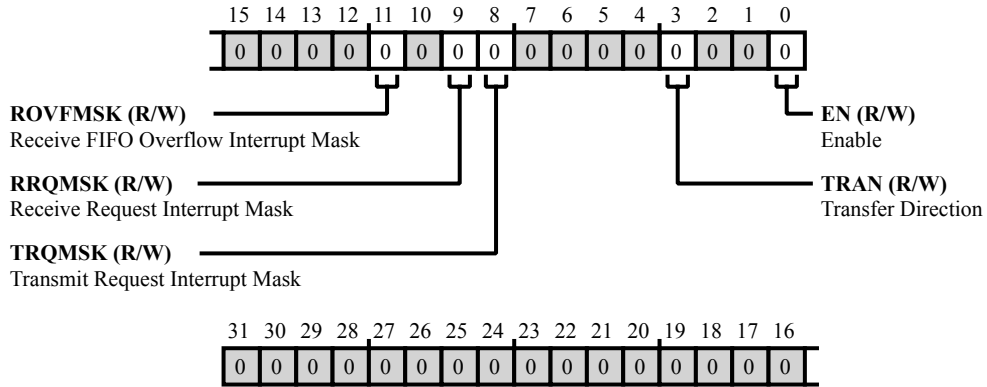 15 14 13 12 11 10 9 8 7 6 5 4 3 2 1 0
0 0 0 0 0 0 0 0 0 0 0 0 0 0 0 0
ROVFMSK (R/W)
Receive FIFO Overflow Interrupt Mask
EN (R/W)
Enable
RRQMSK (R/W)
Receive Request Interrupt Mask
TRAN (R/W)
Transfer Direction
TRQMSK (R/W)
Transmit Request Interrupt Mask
31 30 29 28 27 26 25 24 23 22 21 20 19 18 17 16
0 0 0 0 0 0 0 0 0 0 0 0 0 0 0 0